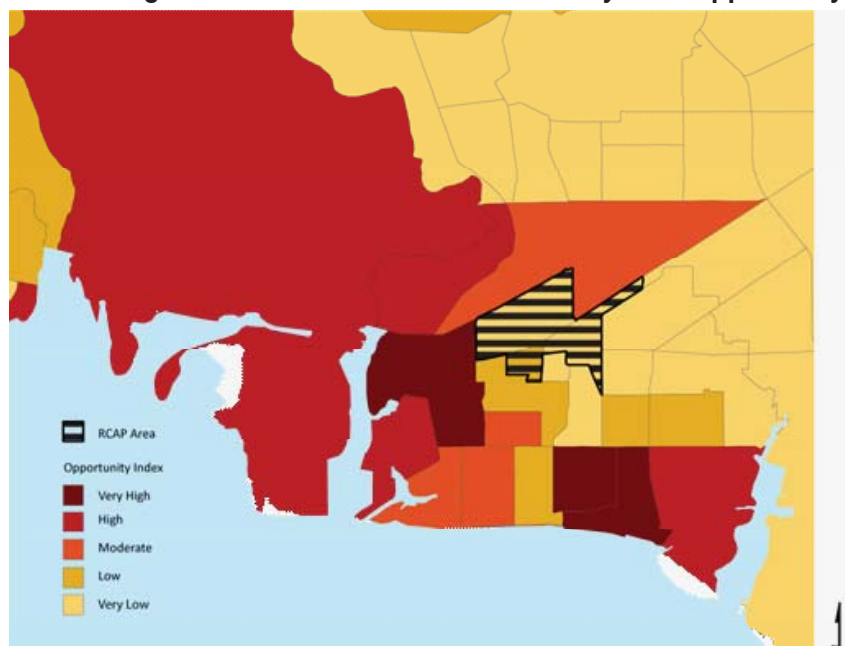 RCAP Area
Opportunity Index
Very High
High
Moderate
Low
Very Low